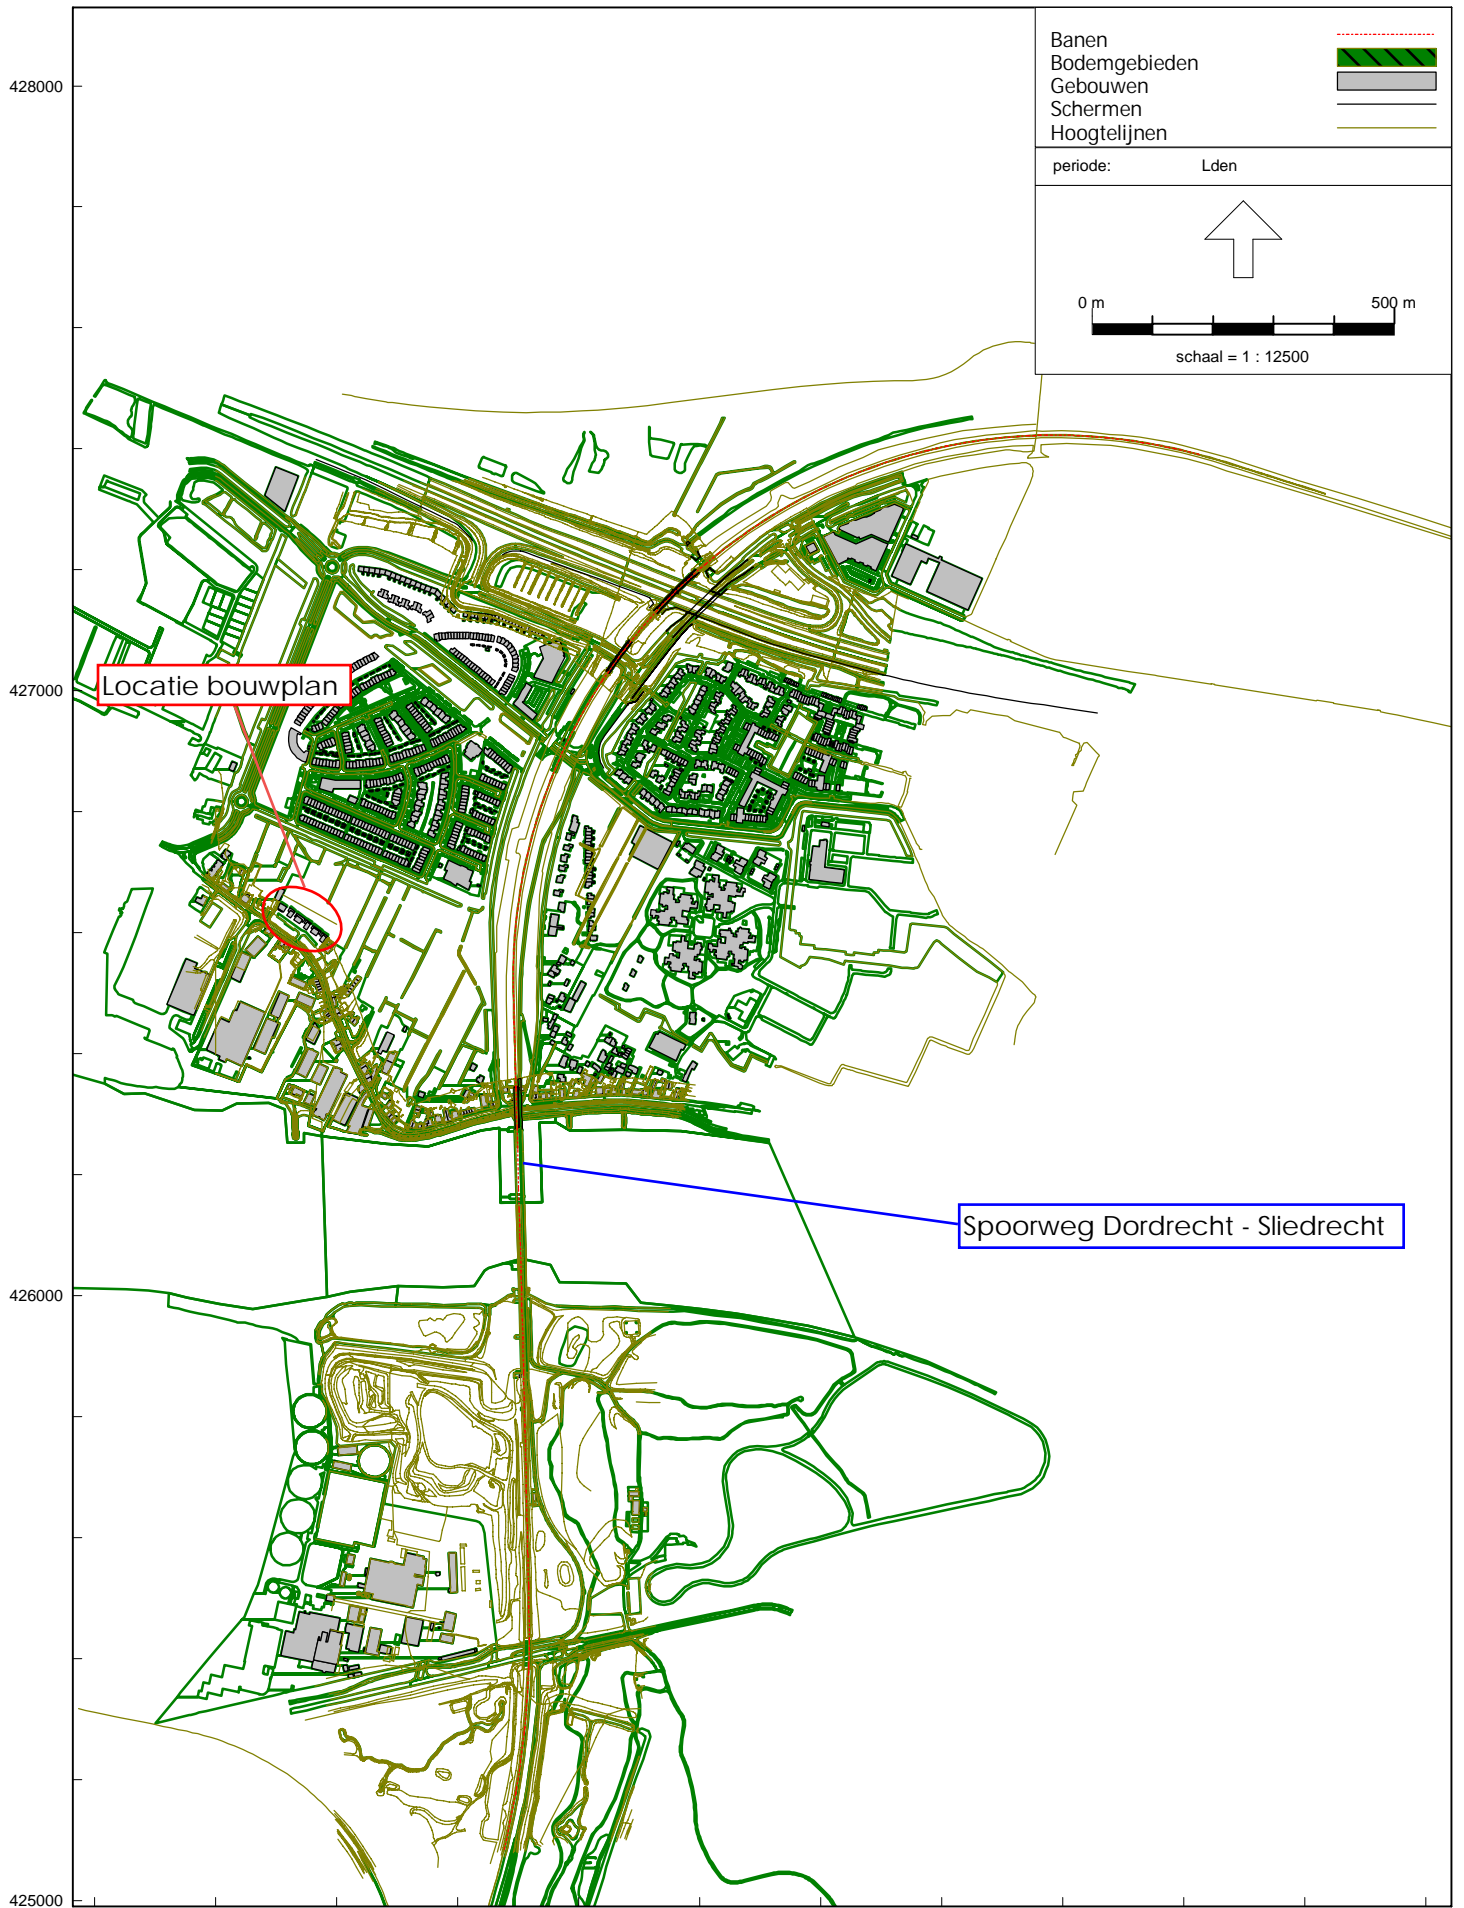 Banen
Bodemgebieden
Gebouwen
Schermen
Hoogtelijnen
periode: Lden
0 m 500 m
schaal = 1 : 12500
428000
Locatie bouwplan
427000
Spoorweg Dordrecht - Sliedrecht
426000
425000